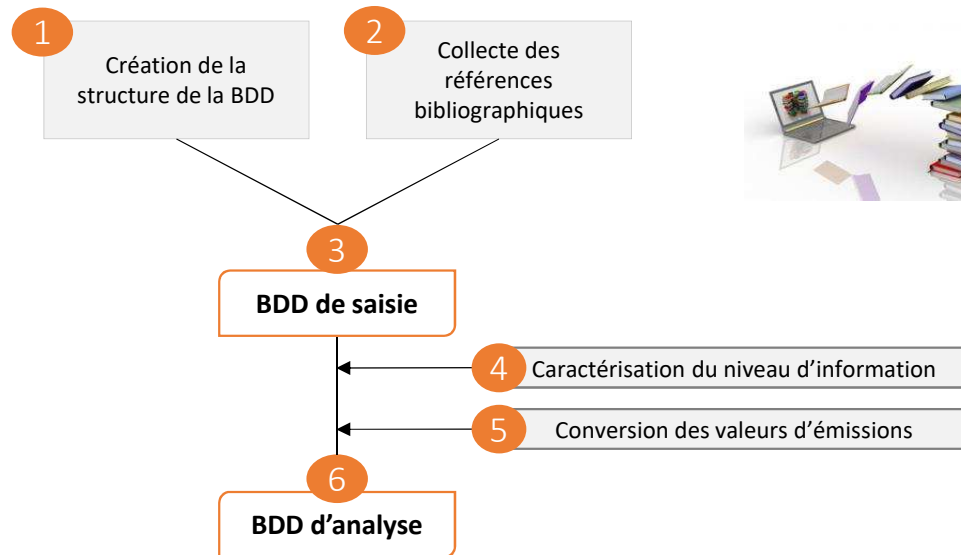 1
Création de la
structure de la BDD
2
Collecte des
références
bibliographiques
3
BDD de saisie
4
Caractérisation du niveau d’information
5
Conversion des valeurs d’émissions
6
BDD d’analyse